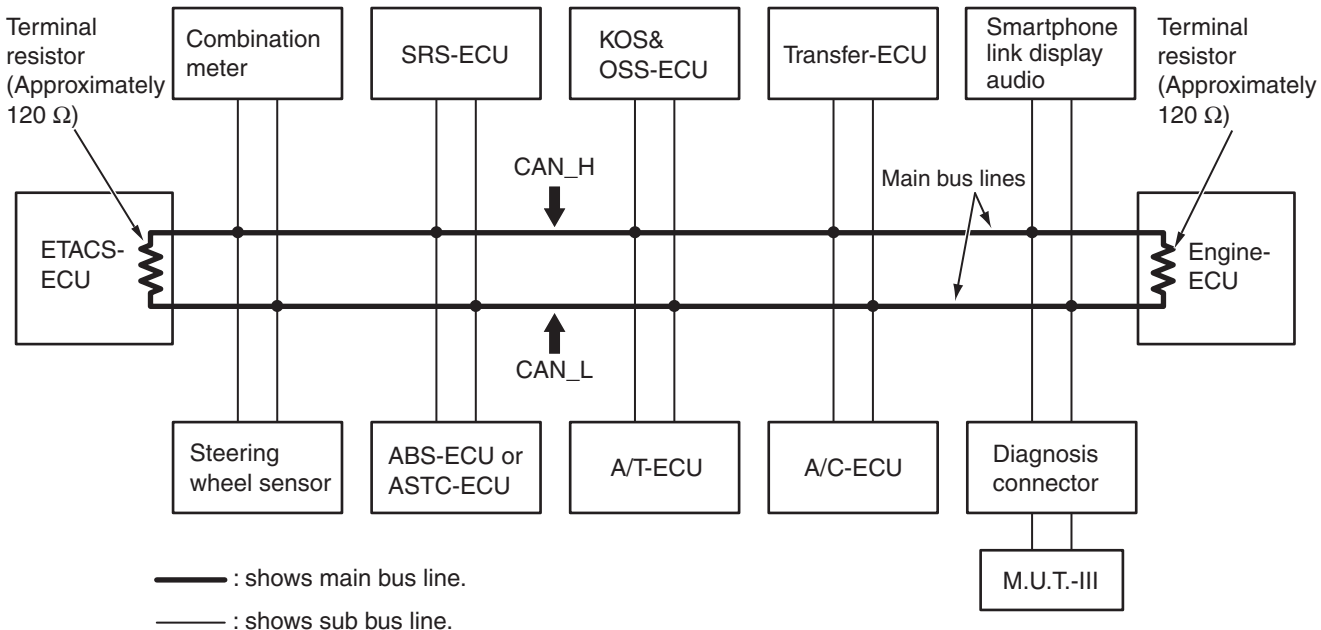 Terminal
resistor
(Approximately
120 Ω)
Combination
meter
SRS-ECU
KOS&
OSS-ECU
Transfer-ECU
Smartphone
link display
audio
Terminal
resistor
(Approximately
120 Ω)
CAN_H
Main bus lines
ETACS-
ECU
Engine-
ECU
CAN_L
Steering
wheel sensor
ABS-ECU or
ASTC-ECU
A/T-ECU
A/C-ECU
Diagnosis
connector
M.U.T.-III
: shows main bus line.
: shows sub bus line.